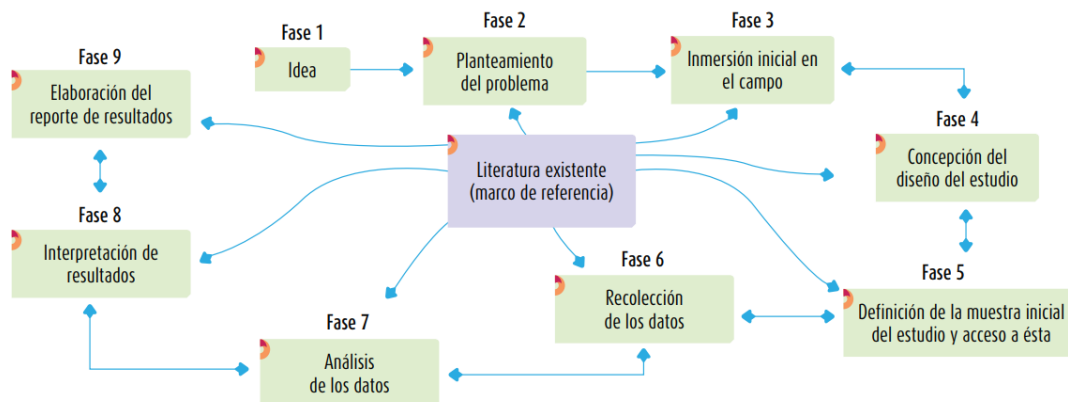 Fase 1
Idea
Fase 2
Planteamiento
del problema
Fase 3
Inmersión inicial en
el campo
Fase 4
Concepción del
diseño del estudio
Fase 5
Definición de la muestra inicial
del estudio y acceso a ésta
Fase 6
Recolección
de los datos
Fase 7
Análisis
de los datos
Fase 8
Interpretación de
resultados
Fase 9
Elaboración del
reporte de resultados
Literatura existente
(marco de referencia)